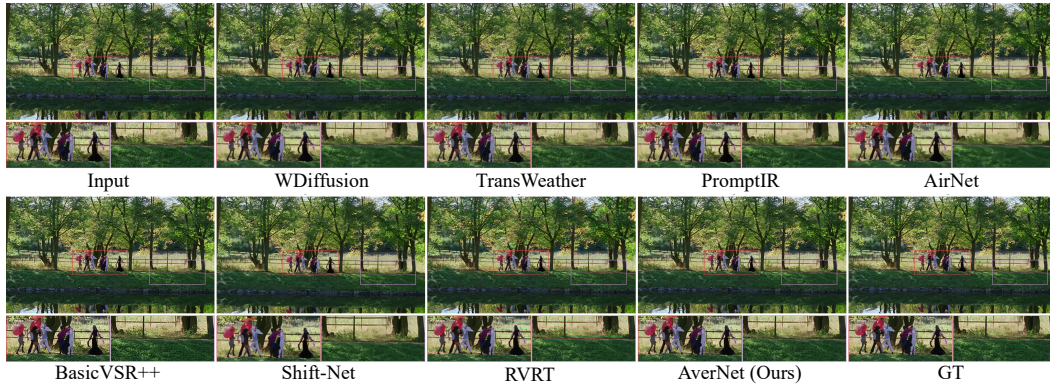 Input
WDiffusion
TransWeather
PromptIR
AirNet
BasicVSR++
Shift-Net
RVRT
AverNet (Ours)
GT